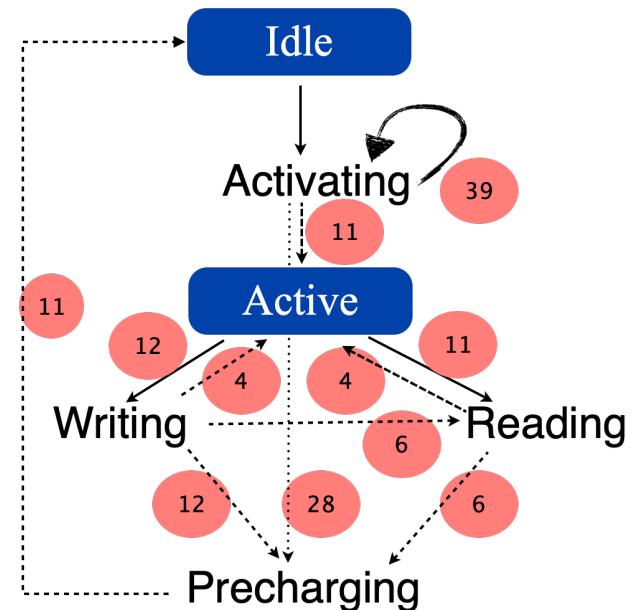 Idle
Activating
39
11
Active
11
12
11
4
4
Writing
Reading
6
12
28
6
Precharging